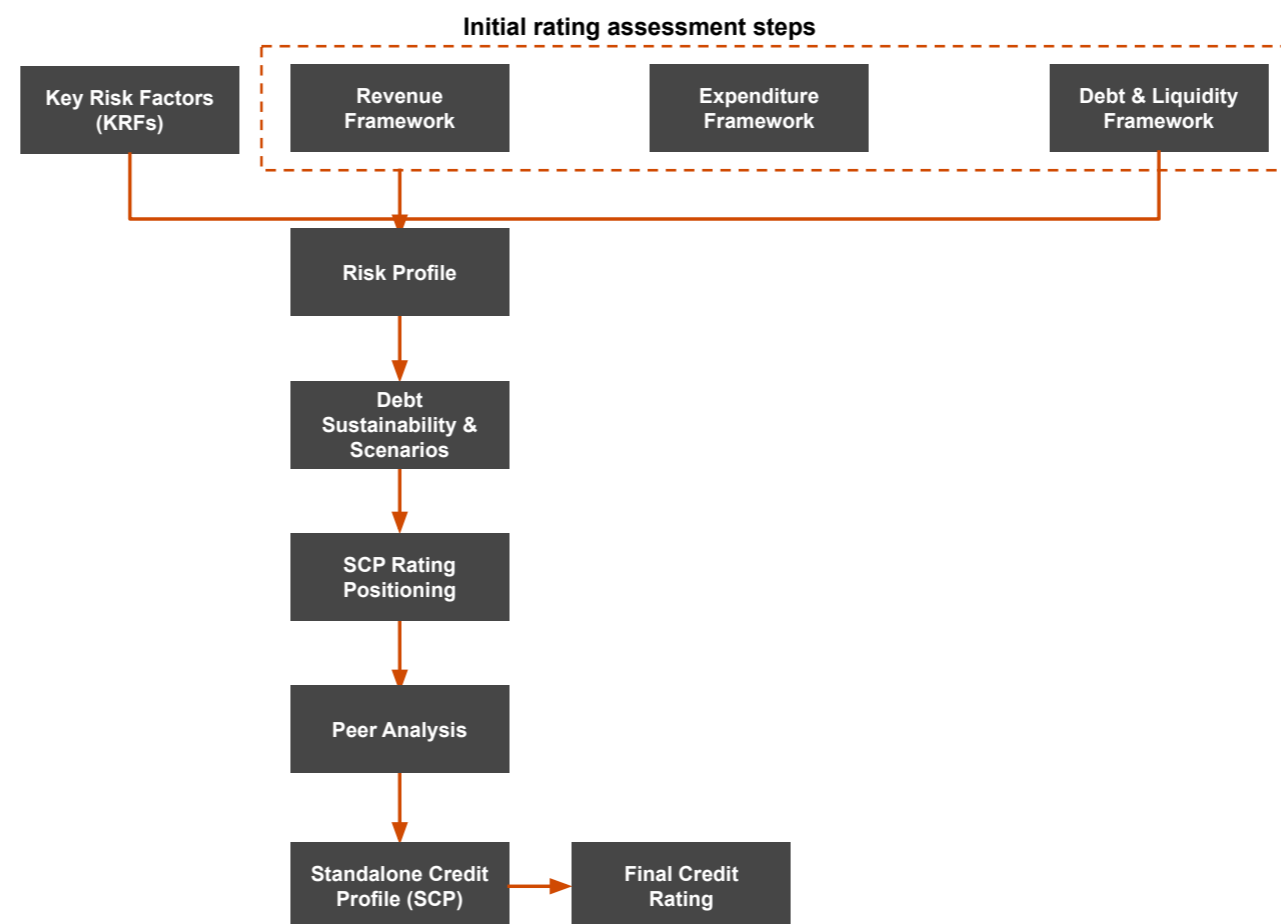 Initial rating assessment steps
Key Risk Factors
(KRFs)
Revenue
Framework
Expenditure
Framework
Debt & Liquidity
Framework
Risk Profile
Debt
Sustainability &
Scenarios
SCP Rating
Positioning
Peer Analysis
Standalone Credit
Profile (SCP)
Final Credit
Rating